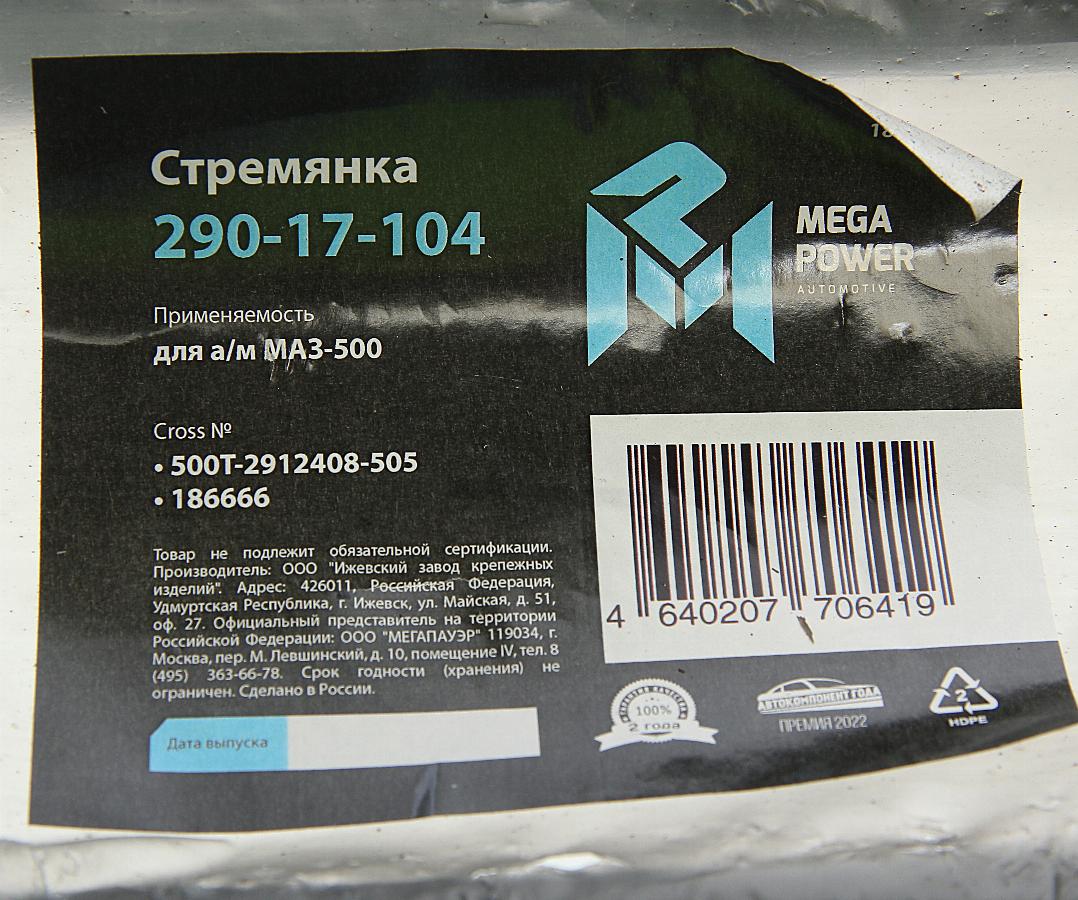 Стремянка
290-17-104
Применяемость
для а/м МАЗ-500
Cross №
• 500Т-2912408-505
• 186666
Товар не подлежит обязательной сертификации.
Производитель: ООО "Ижевский завод крепежных
изделий". Адрес: 426011, Российская Федерация,
Удмуртская Республика, г. Ижевск, ул. Майская, д. 51,
оф. 27. Официальный представитель на территории
Российской Федерации: ООО "МЕГАПАУЭР" 119034, г.
Москва, пер. М. Левшинский, д. 10, помещение IV, тел. 8
(495) 363-66-78. Срок годности (хранения) не
ограничен. Сделано в России.
Дата выпуска
MEGA
POWER
AUTOMOTIVE
4 640207 706419
ГАРАНТИЯ КАЧЕСТВА
100%
2 года
АВТОКОМПОНЕНТ ГОДА
ПРЕМИЯ 2022
2
HDPE